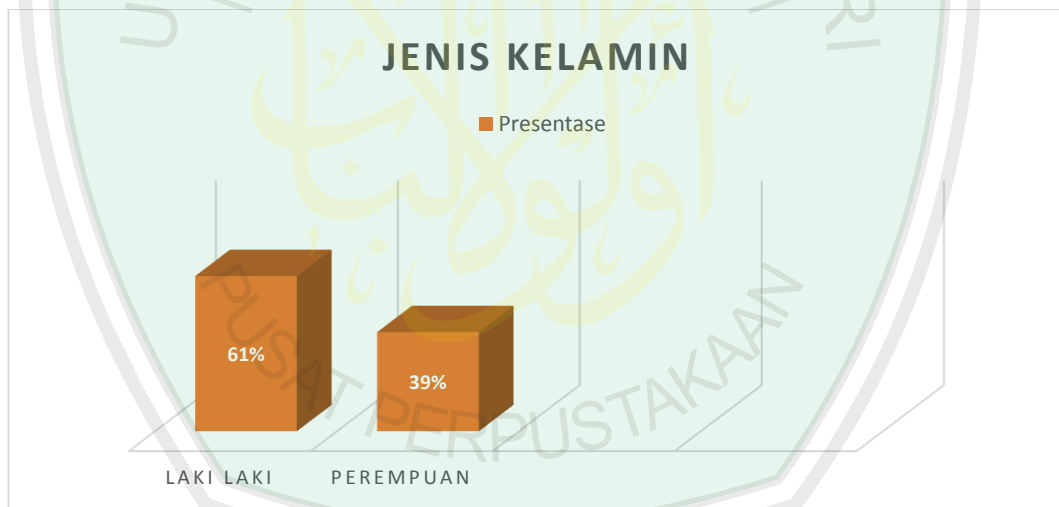 JENIS KELAMIN
Presentase
61%
39%
LAKI LAKI
PEREMPUAN
PUSAT PERPUSTAKAAN